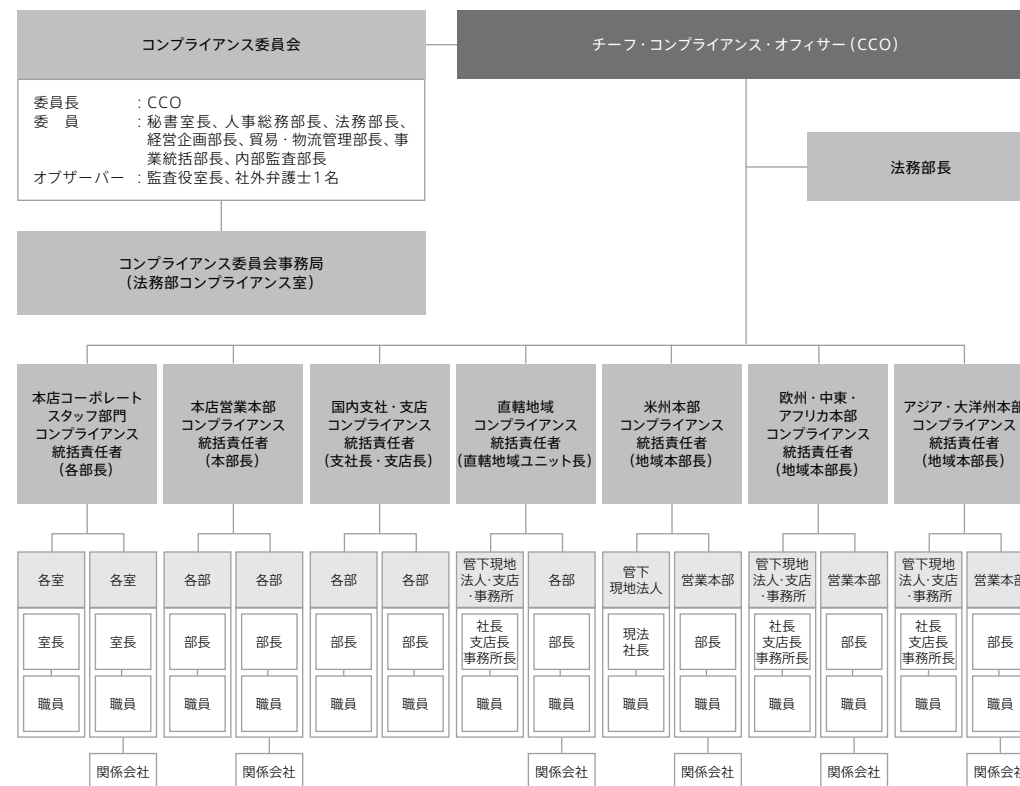 コンプライアンス委員会
チーフ・コンプライアンス・オフィサー(CCO)
委員長 : CCO
委 員 : 秘書室長、人事総務部長、法務部長、
経営企画部長、貿易・物流管理部長、事
業統括部長、内部監査部長
オブザーバー : 監査役室長、社外弁護士1名
法務部長
コンプライアンス委員会事務局
(法務部コンプライアンス室)
本店コーポレート
スタッフ部門
コンプライアンス
統括責任者
(各部長)
本店営業本部
コンプライアンス
統括責任者
(本部長)
国内支社・支店
コンプライアンス
統括責任者
(支社長・支店長)
直轄地域
コンプライアンス
統括責任者
(直轄地域ユニット長)
米州本部
コンプライアンス
統括責任者
(地域本部長)
欧州・中東・
アフリカ本部
コンプライアンス
統括責任者
(地域本部長)
アジア・大洋州本部
コンプライアンス
統括責任者
(地域本部長)
各室
室長
職員
各室
室長
職員
関係会社
各部
部長
職員
各部
部長
職員
関係会社
各部
部長
職員
各部
部長
職員
管下現地
法人・支店
・事務所
社長
支店長
事務所長
職員
各部
部長
職員
関係会社
管下
現地法人
現法
社長
職員
営業本部
部長
職員
関係会社
管下現地
法人・支店
・事務所
社長
支店長
事務所長
職員
営業本部
部長
職員
関係会社
管下現地
法人・支店
・事務所
社長
支店長
事務所長
職員
営業本部
部長
職員
関係会社